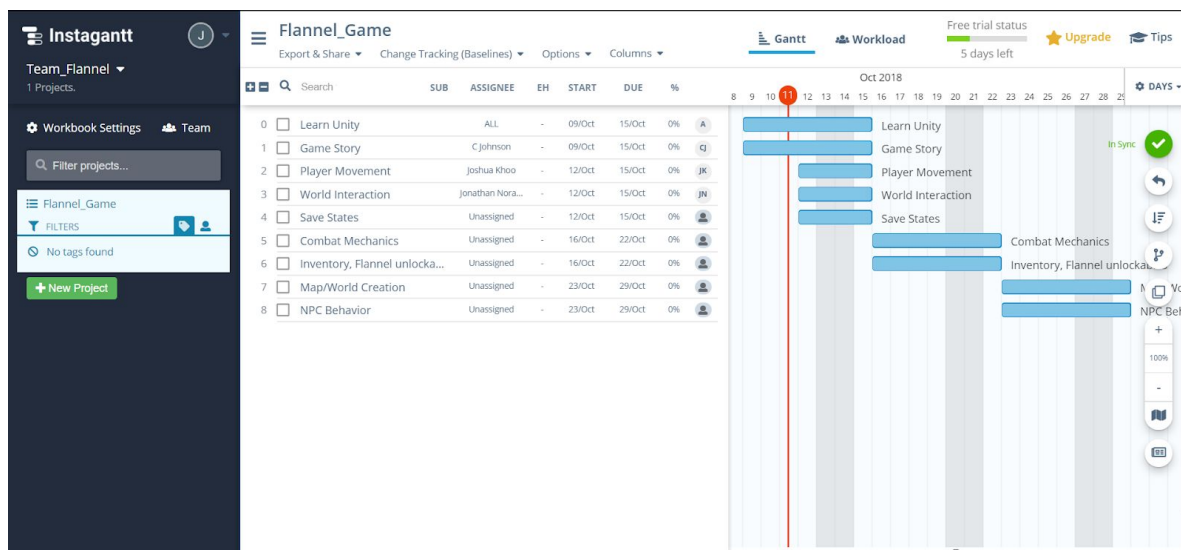 Instagantt
J
Team_Flannel
1 Projects.
Workbook Settings Team
Filter projects...
Flannel_Game
FILTERS
No tags found
New Project
Flannel_Game
Export & Share Change Tracking (Baselines) Options Columns
Gantt Workload
Free trial status
5 days left
Upgrade Tips
Search SUB ASSIGNEE EH START DUE %
Oct 2018
8 9 10 11 12 13 14 15 16 17 18 19 20 21 22 23 24 25 26 27 28 29
DAYS
0 Learn Unity ALL - 09/Oct 15/Oct 0% A Learn Unity
1 Game Story C Johnson - 09/Oct 15/Oct 0% CJ Game Story
In Sync
2 Player Movement Joshua Khoo - 12/Oct 15/Oct 0% JK Player Movement
3 World Interaction Jonathan Nora... - 12/Oct 15/Oct 0% JN World Interaction
4 Save States Unassigned - 12/Oct 15/Oct 0% Save States
5 Combat Mechanics Unassigned - 16/Oct 22/Oct 0% Combat Mechanics
6 Inventory, Flannel unlocka... Unassigned - 16/Oct 22/Oct 0% Inventory, Flannel
7 Map/World Creation Unassigned - 23/Oct 29/Oct 0%
8 NPC Behavior Unassigned - 23/Oct 29/Oct 0% NPC Beh
+
100%
-